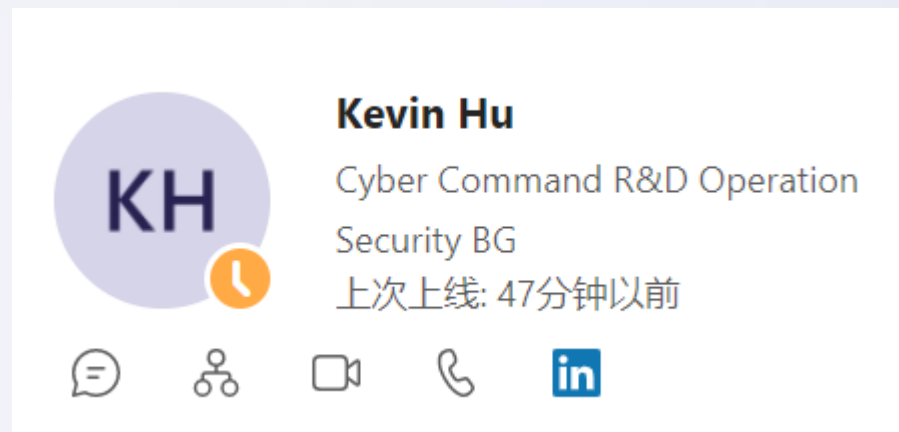 Kevin Hu
KH
Cyber Command R&D Operation
Security BG
上次上线: 47分钟以前
in